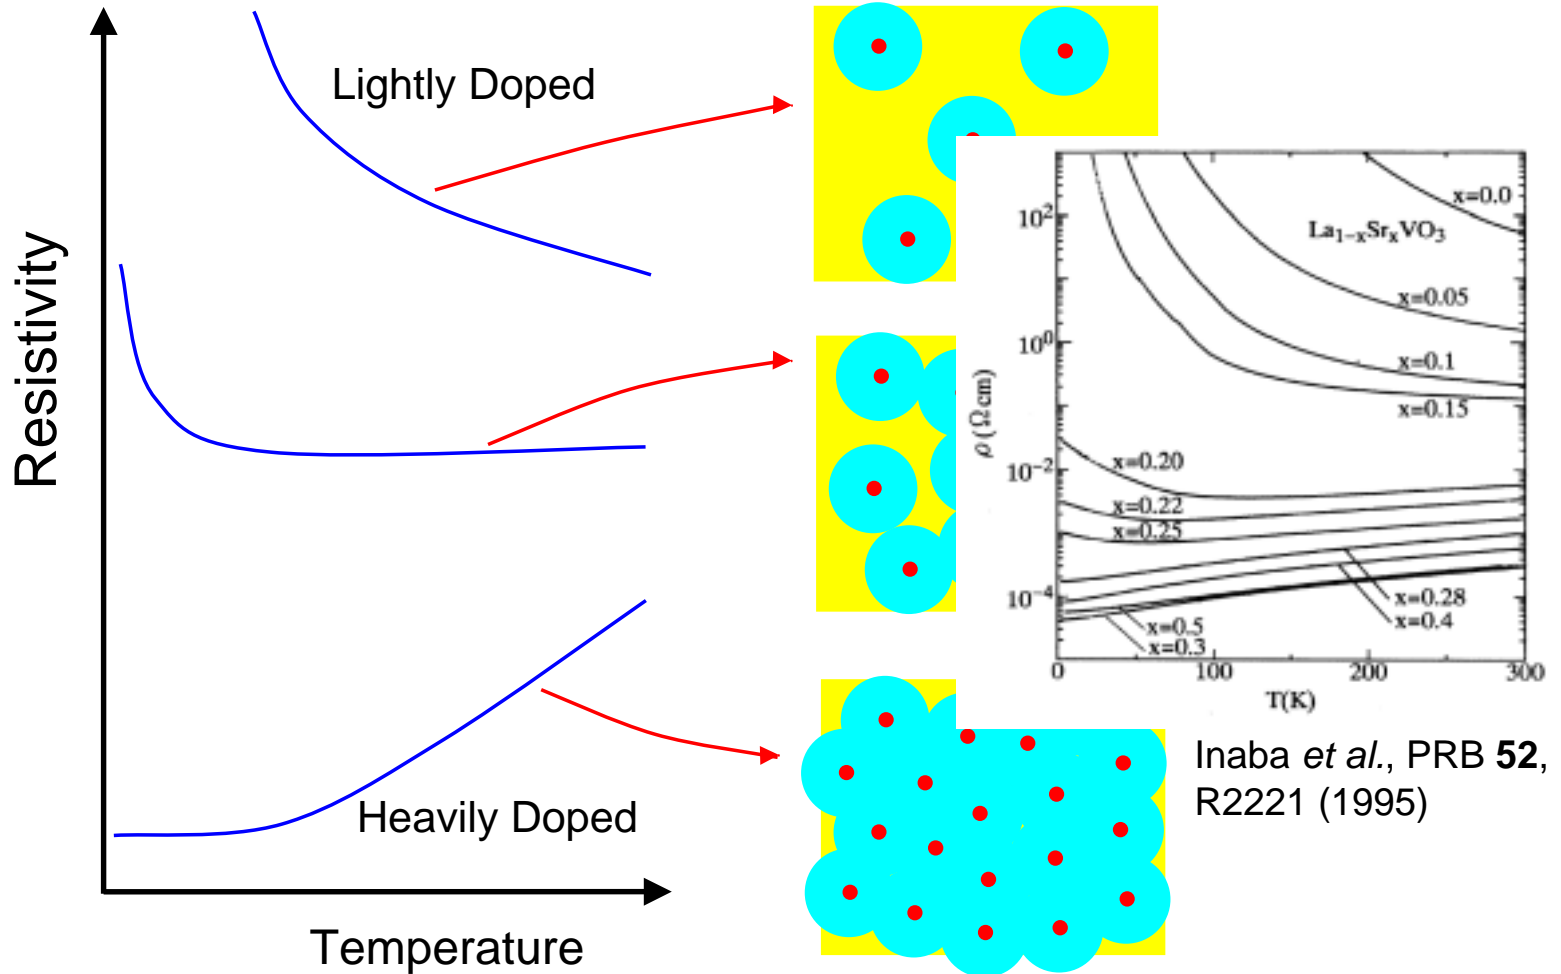 Resistivity
Lightly Doped
Heavily Doped
Temperature
ρ (Ω cm)
10²
10⁰
10⁻²
10⁻⁴
La₁₋ₓSrₓVO₃
x=0.0
x=0.05
x=0.1
x=0.15
x=0.20
x=0.22
x=0.25
x=0.28
x=0.4
x=0.5
x=0.3
0
100
200
300
T(K)
Inaba et al., PRB 52,
R2221 (1995)